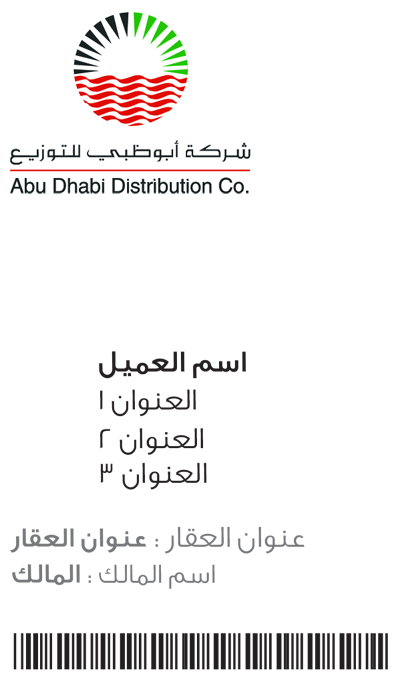 شركة أبوظبي للتوزيع
Abu Dhabi Distribution Co.
اسم العميل
العنوان ١
العنوان ٢
العنوان ٣
عنوان العقار : عنوان العقار
اسم المالك : المالك